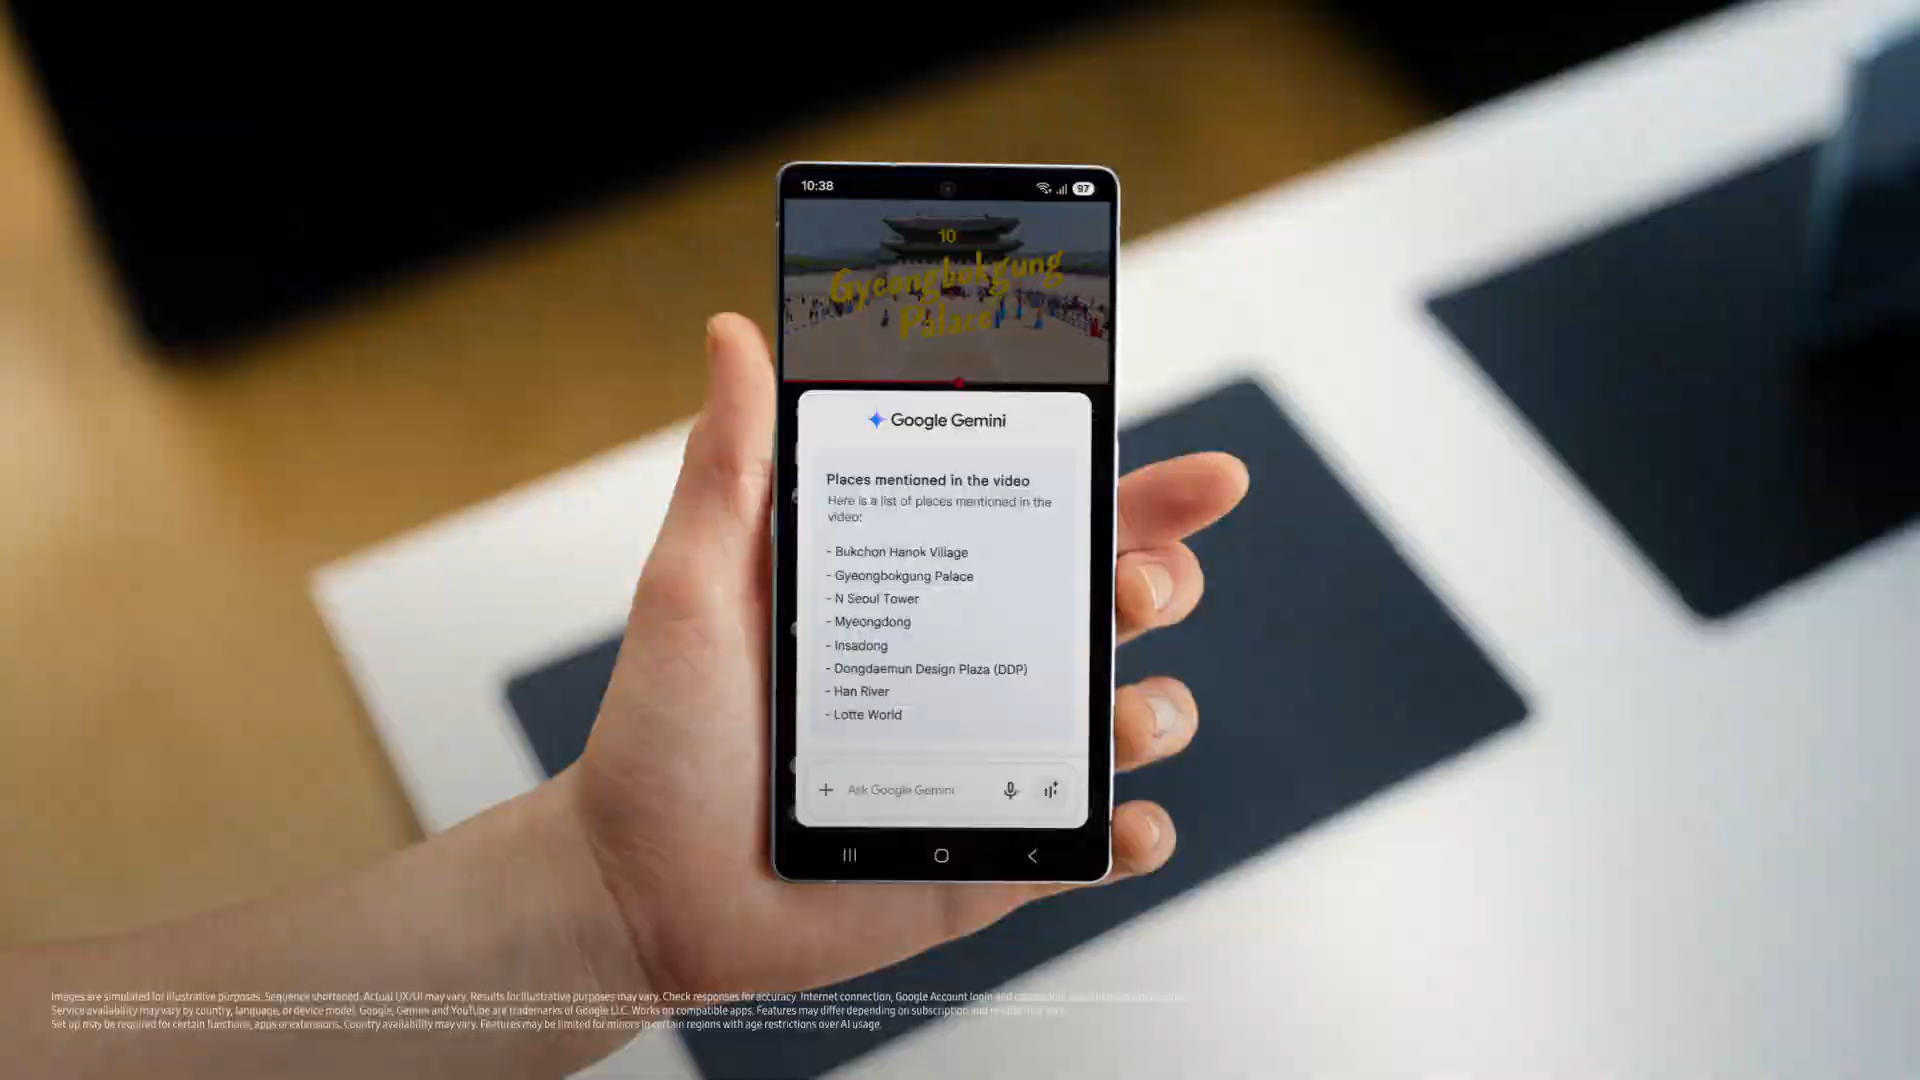 10:38
97
10
Gyeongbokgung
Palace
Google Gemini
Places mentioned in the video
Here is a list of places mentioned in the
video:
- Bukchon Hanok Village
- Gyeongbokgung Palace
- N Seoul Tower
- Myeongdong
- Insadong
- Dongdaemun Design Plaza (DDP)
- Han River
- Lotte World
Ask Google Gemini
Images are simulated for illustrative purposes. Sequence shortened. Actual UX/UI may vary. Results for illustrative purposes may vary. Check responses for accuracy. Internet connection, Google Account login and
Service availability may vary by country, language, or device model. Google, Gemini and YouTube are trademarks of Google LLC. Works on compatible apps. Features may differ depending on subscription and results may vary.
Set up may be required for certain functions, apps or extensions. Country availability may vary. Features may be limited for minors in certain regions with age restrictions over AI usage.